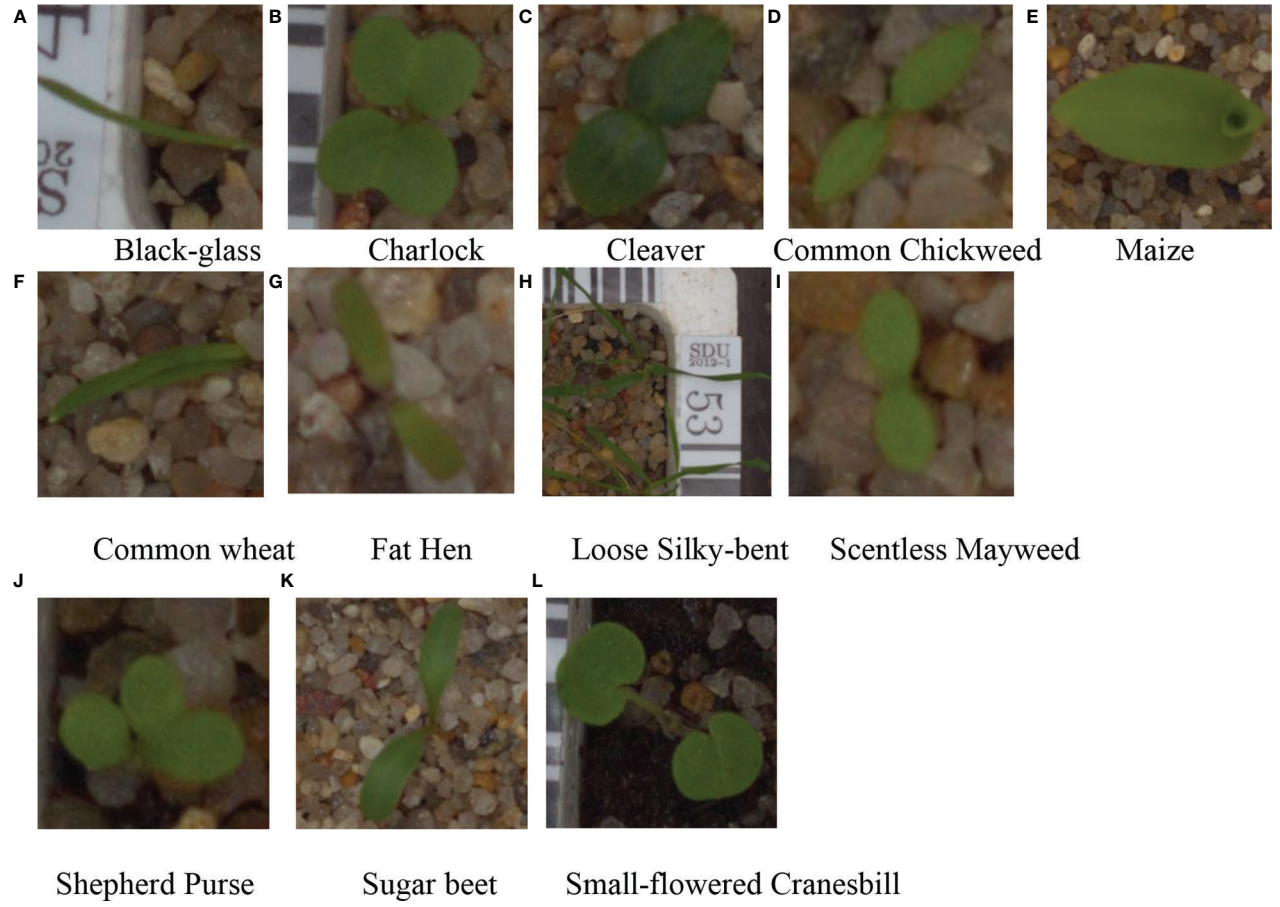 A B C D E
Black-glass Charlock Cleaver Common Chickweed Maize
F G H I
SDU
2012-1
53
Common wheat Fat Hen Loose Silky-bent Scentless Mayweed
J K L
Shepherd Purse Sugar beet Small-flowered Cranesbill